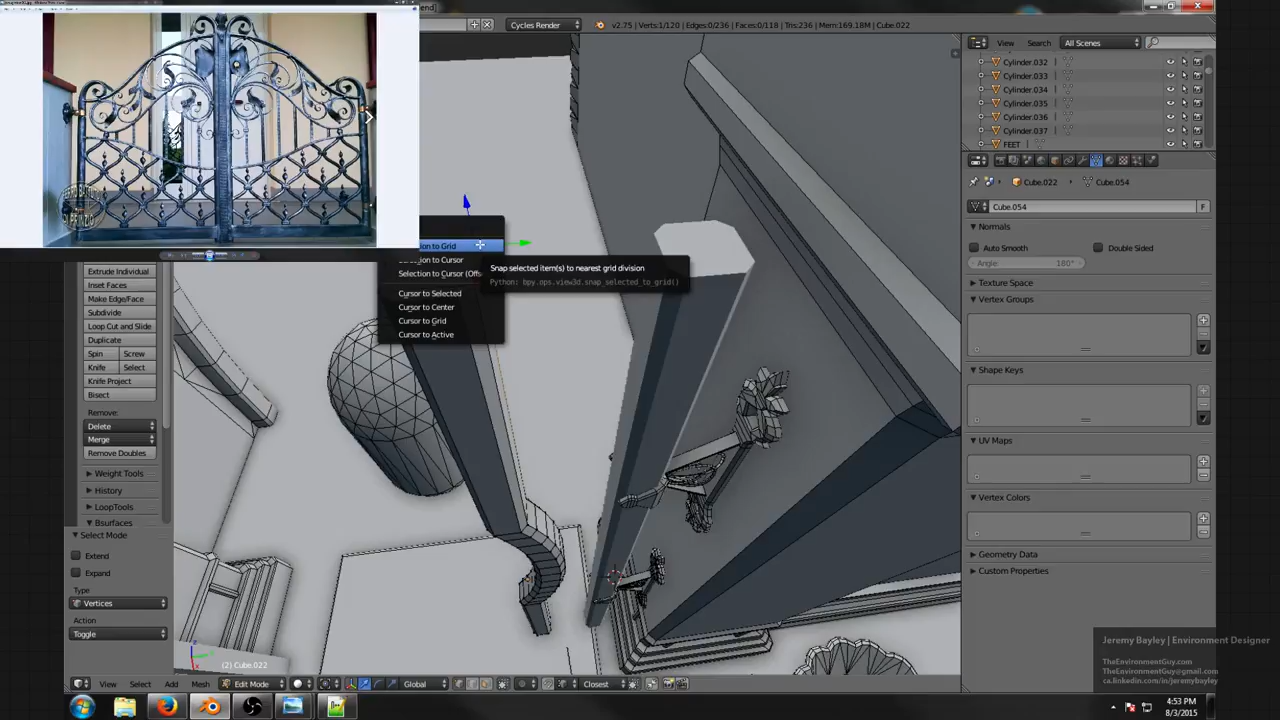 end]
Cycles Render
v2.75 | Verts:1/120 | Edges:0/236 | Faces:0/118 | Tris:236 | Mem:169.18M | Cube.022
View
Search
All Scenes
Cylinder.032
Cylinder.033
Cylinder.034
Cylinder.035
Cylinder.036
Cylinder.037
FEET
Cube.022
Cylinder.054
Cube.054
F
Normals
Auto Smooth
Double Sided
Angle
180°
Texture Space
Vertex Groups
Shape Keys
UV Maps
Vertex Colors
Geometry Data
Custom Properties
ion to Grid
ion to Cursor
Selection to Cursor (Offs
Cursor to Selected
Cursor to Center
Cursor to Grid
Cursor to Active
Snap selected item(s) to nearest grid division
Python: bpy.ops.view3d.snap_selected_to_grid()
Extrude Individual
Inset Faces
Make Edge/Face
Subdivide
Loop Cut and Slide
Duplicate
Spin
Screw
Knife
Select
Knife Project
Bisect
Remove:
Delete
Merge
Remove Doubles
Weight Tools
History
LoopTools
Bsurfaces
Select Mode
Extend
Expand
Type
Vertices
Action
Toggle
(2) Cube.022
View
Select
Add
Mesh
Edit Mode
Global
Closest
Jeremy Bayley | Environment Designer
TheEnvironmentGuy.com
TheEnvironmentGuy@gmail.com
ca.linkedin.com/in/jeremybayley
4:53 PM
8/3/2015